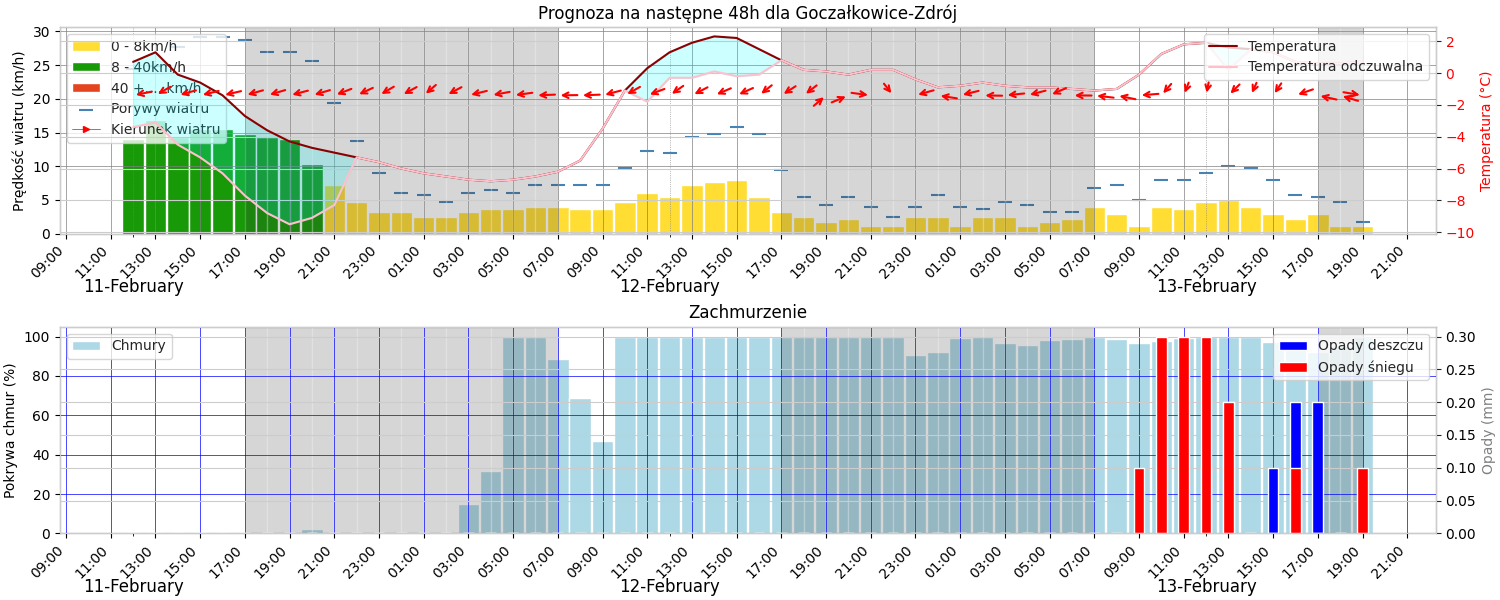 Prognoza na następne 48h dla Goczałkowice-Zdrój
Prędkość wiatru (km/h)
30
25
20
15
10
5
0
0 - 8km/h
8 - 40km/h
40 + ... km/h
Porywy wiatru
Kierunek wiatru
Temperatura
Temperatura odczuwalna
2
0
−2
−4
−6
−8
−10
Temperatura (°C)
09:00 11:00 13:00 15:00 17:00 19:00 21:00 23:00 01:00 03:00 05:00 07:00 09:00 11:00 13:00 15:00 17:00 19:00 21:00 23:00 01:00 03:00 05:00 07:00 09:00 11:00 13:00 15:00 17:00 19:00 21:00
11-February 12-February 13-February
Zachmurzenie
Pokrywa chmur (%)
100
80
60
40
20
0
Chmury
Opady deszczu
Opady śniegu
0.30
0.25
0.20
0.15
0.10
0.05
0.00
Opady (mm)
09:00 11:00 13:00 15:00 17:00 19:00 21:00 23:00 01:00 03:00 05:00 07:00 09:00 11:00 13:00 15:00 17:00 19:00 21:00 23:00 01:00 03:00 05:00 07:00 09:00 11:00 13:00 15:00 17:00 19:00 21:00
11-February 12-February 13-February